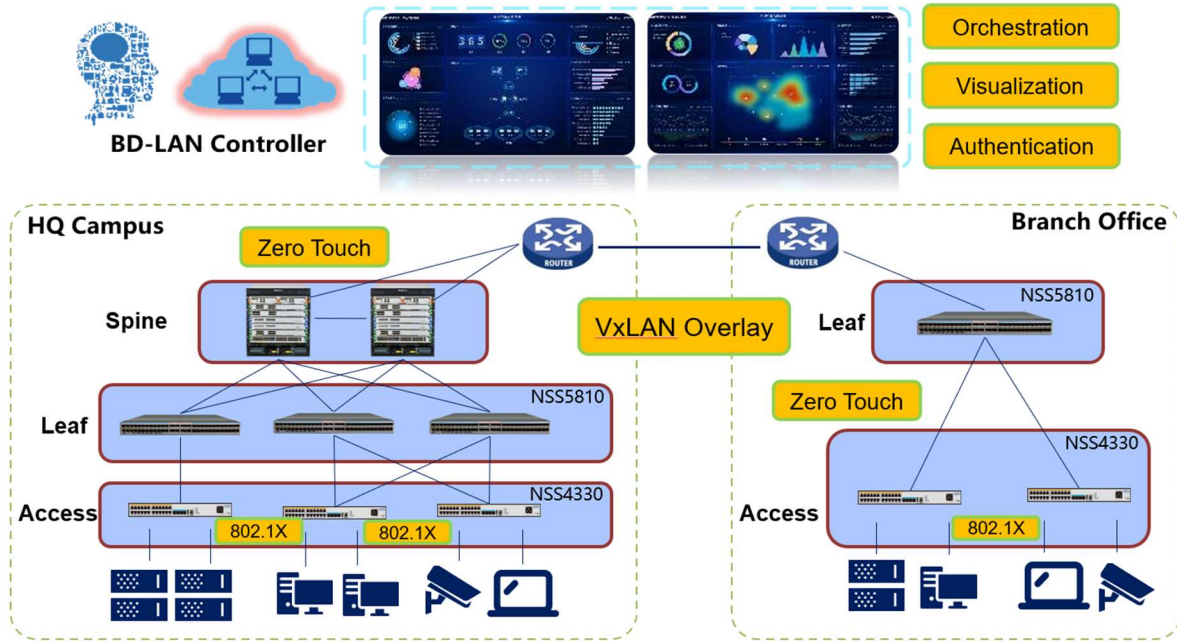 Orchestration
Visualization
Authentication
BD-LAN Controller
365
HQ Campus
Zero Touch
ROUTER
ROUTER
Branch Office
Spine
VxLAN Overlay
Leaf
NSS5810
Leaf
NSS5810
Zero Touch
Access
NSS4330
802.1X
802.1X
Access
NSS4330
802.1X